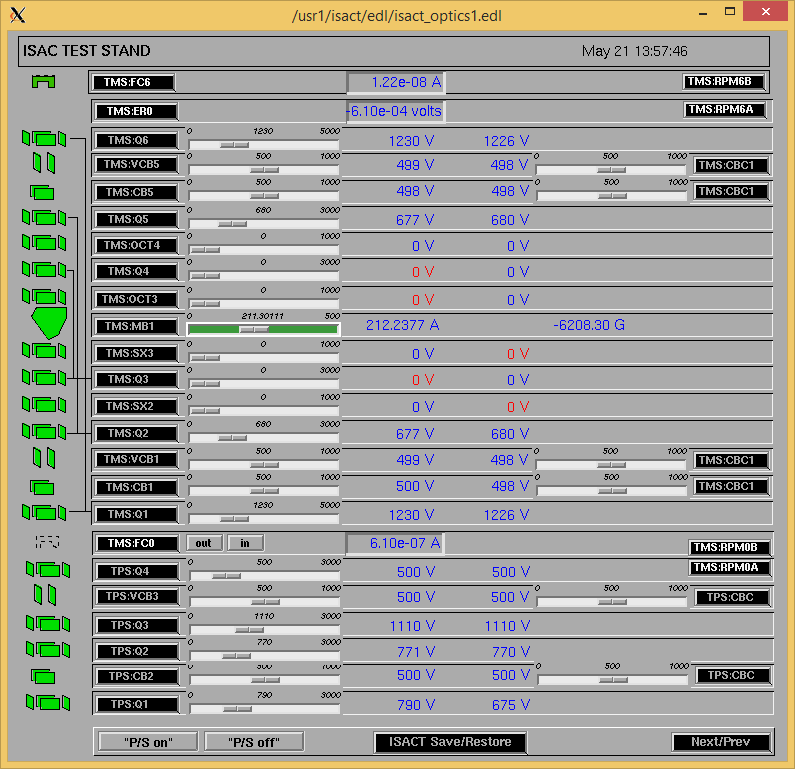 X /usr1/isact/edl/isact_optics1.edl
ISAC TEST STAND May 21 13:57:46
TMS:FC6 1.22e-08 A TMS:RPM6B
TMS:ER0 -6.10e-04 volts TMS:RPM6A
TMS:Q6 0 1230 5000 1230 V 1226 V
TMS:VCB5 0 500 1000 499 V 498 V 0 500 1000 TMS:CBC1
TMS:CB5 0 500 1000 498 V 498 V 0 500 1000 TMS:CBC1
TMS:Q5 0 680 3000 677 V 680 V
TMS:OCT4 0 0 1000 0 V 0 V
TMS:Q4 0 0 3000 0 V 0 V
TMS:OCT3 0 0 1000 0 V 0 V
TMS:MB1 0 211.30111 500 212.2377 A -6208.30 G
TMS:SX3 0 0 1000 0 V 0 V
TMS:Q3 0 0 3000 0 V 0 V
TMS:SX2 0 0 1000 0 V 0 V
TMS:Q2 0 680 3000 677 V 680 V
TMS:VCB1 0 500 1000 499 V 498 V 0 500 1000 TMS:CBC1
TMS:CB1 0 500 1000 500 V 498 V 0 500 1000 TMS:CBC1
TMS:Q1 0 1230 5000 1230 V 1226 V
TMS:FC0 out in 6.10e-07 A TMS:RPM0B
TPS:Q4 0 500 3000 500 V 500 V TMS:RPM0A
TPS:VCB3 0 500 1000 500 V 500 V 0 500 1000 TPS:CBC
TPS:Q3 0 1110 3000 1110 V 1110 V
TPS:Q2 0 770 3000 771 V 770 V
TPS:CB2 0 500 1000 500 V 500 V 0 500 1000 TPS:CBC
TPS:Q1 0 790 3000 790 V 675 V
"P/S on" "P/S off" ISACT Save/Restore Next/Prev